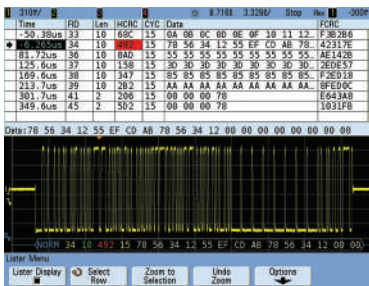 310▽/ 8.710% 3.329%/ Stop -300▽
Time FID Len HCRC CYC Data FCRC
-50.38us 33 10 68C 15 0A 0B 0C 0D 0E 0F 10 11 12… F3B2B6
-6.265us 34 10 492 15 78 56 34 12 55 EF CD AB 78… 42317E
81.72us 36 10 0AD 15 55 55 55 55 55 55 55 55 55… AE142B
125.6us 37 10 158 15 3D 3D 3D 3D 3D 3D 3D 3D 3D… 2EDE57
169.6us 38 10 347 15 85 85 85 85 85 85 85 85 85… F2ED18
213.7us 39 10 2B2 15 AA AA AA AA AA AA AA AA AA… 8FED0C
301.7us 41 2 206 15 00 00 00 78 E643A8
349.6us 45 2 5D2 15 00 00 00 78 1031FB
Data:78 56 34 12 55 EF CD AB 78 56 34 12 00 00 00 00 00 00 00 00
NORM 34 10 492 15 78 56 34 12 55 EF CD AB 78 56 34 12 00 00
Lister Menu
Lister Display Select Row Zoom to Selection Undo Zoom Options